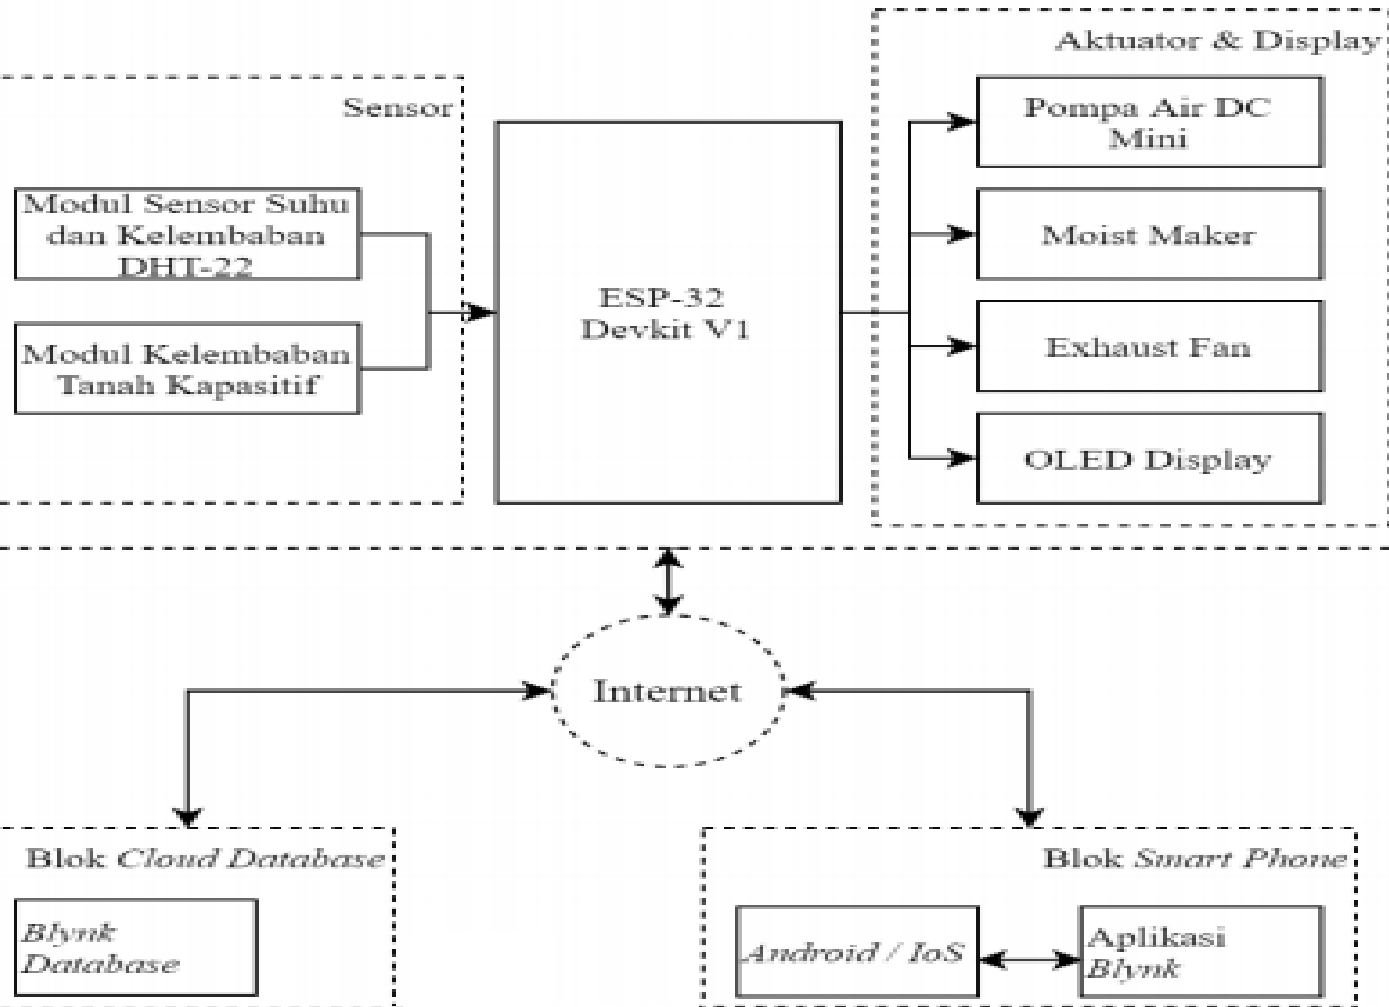 Aktuator & Display
Sensor
Pompa Air DC
Mini
Modul Sensor Suhu
dan Kelembaban
DHT-22
Moist Maker
ESP-32
Devkit V1
Modul Kelembaban
Tanah Kapasitif
Exhaust Fan
OLED Display
Internet
Blok Cloud Database
Blynk
Database
Blok Smart Phone
Android / IoS
Aplikasi
Blynk